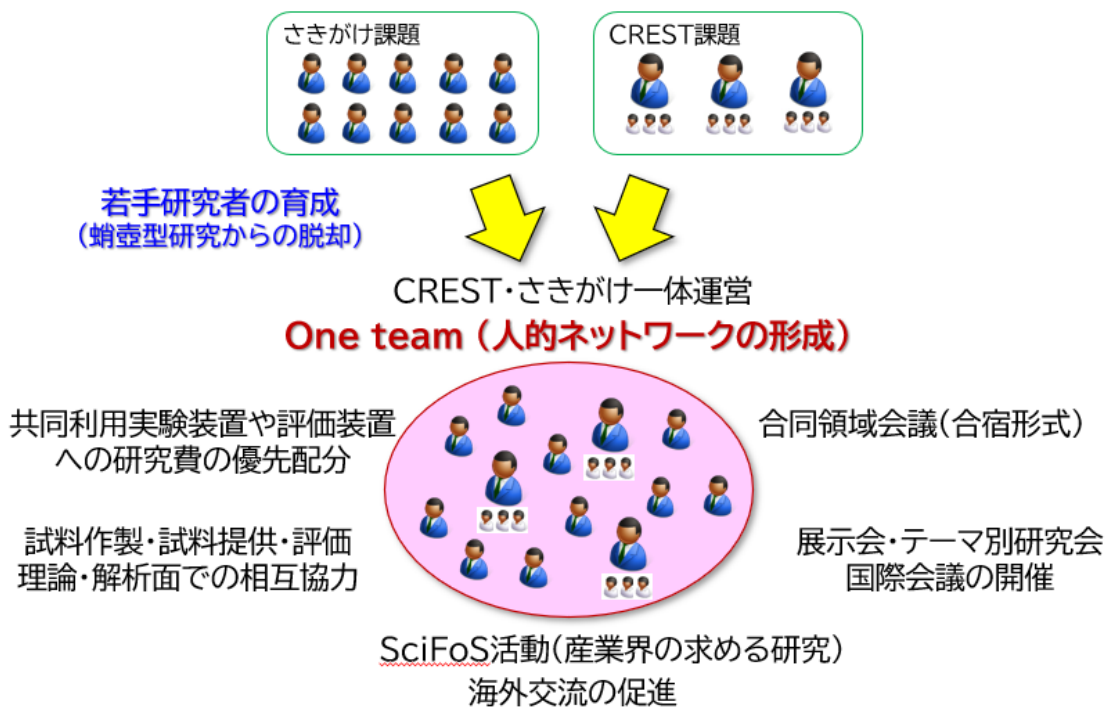 さきがけ課題
CREST課題
若手研究者の育成
（蛸壺型研究からの脱却）
CREST・さきがけ一体運営
One team（人的ネットワークの形成）
共同利用実験装置や評価装置
への研究費の優先配分
合同領域会議（合宿形式）
試料作製・試料提供・評価
理論・解析面での相互協力
展示会・テーマ別研究会
国際会議の開催
SciFoS活動（産業界の求める研究）
海外交流の促進